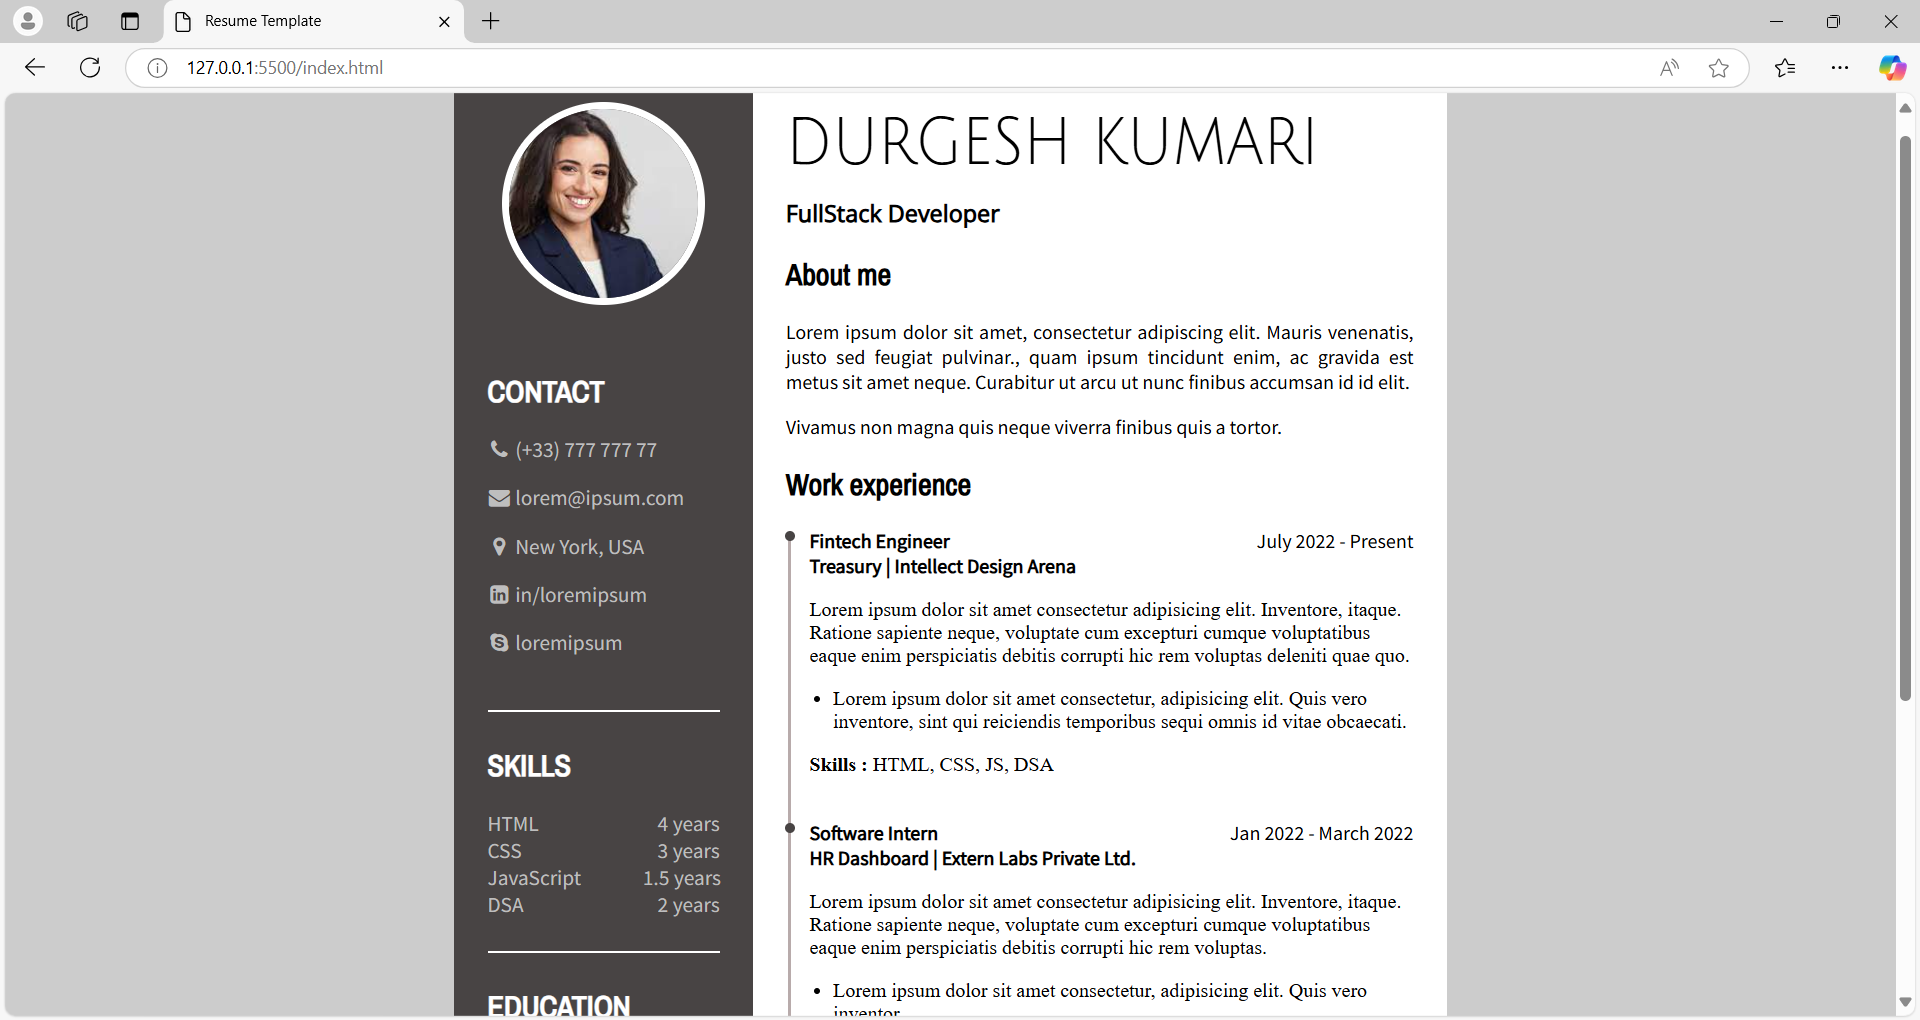 Resume Template
127.0.0.1:5500/index.html
DURGESH KUMARI
FullStack Developer
About me
Lorem ipsum dolor sit amet, consectetur adipiscing elit. Mauris venenatis,
justo sed feugiat pulvinar., quam ipsum tincidunt enim, ac gravida est
metus sit amet neque. Curabitur ut arcu ut nunc finibus accumsan id id elit.
Vivamus non magna quis neque viverra finibus quis a tortor.
Work experience
Fintech Engineer July 2022 - Present
Treasury | Intellect Design Arena
Lorem ipsum dolor sit amet consectetur adipisicing elit. Inventore, itaque.
Ratione sapiente neque, voluptate cum excepturi cumque voluptatibus
eaque enim perspiciatis debitis corrupti hic rem voluptas deleniti quae quo.
• Lorem ipsum dolor sit amet consectetur, adipisicing elit. Quis vero
inventore, sint qui reiciendis temporibus sequi omnis id vitae obcaecati.
Skills : HTML, CSS, JS, DSA
Software Intern Jan 2022 - March 2022
HR Dashboard | Extern Labs Private Ltd.
Lorem ipsum dolor sit amet consectetur adipisicing elit. Inventore, itaque.
Ratione sapiente neque, voluptate cum excepturi cumque voluptatibus
eaque enim perspiciatis debitis corrupti hic rem voluptas.
• Lorem ipsum dolor sit amet consectetur, adipisicing elit. Quis vero
inventor
CONTACT
(+33) 777 777 77
lorem@ipsum.com
New York, USA
in/loremipsum
loremipsum
SKILLS
HTML 4 years
CSS 3 years
JavaScript 1.5 years
DSA 2 years
EDUCATION